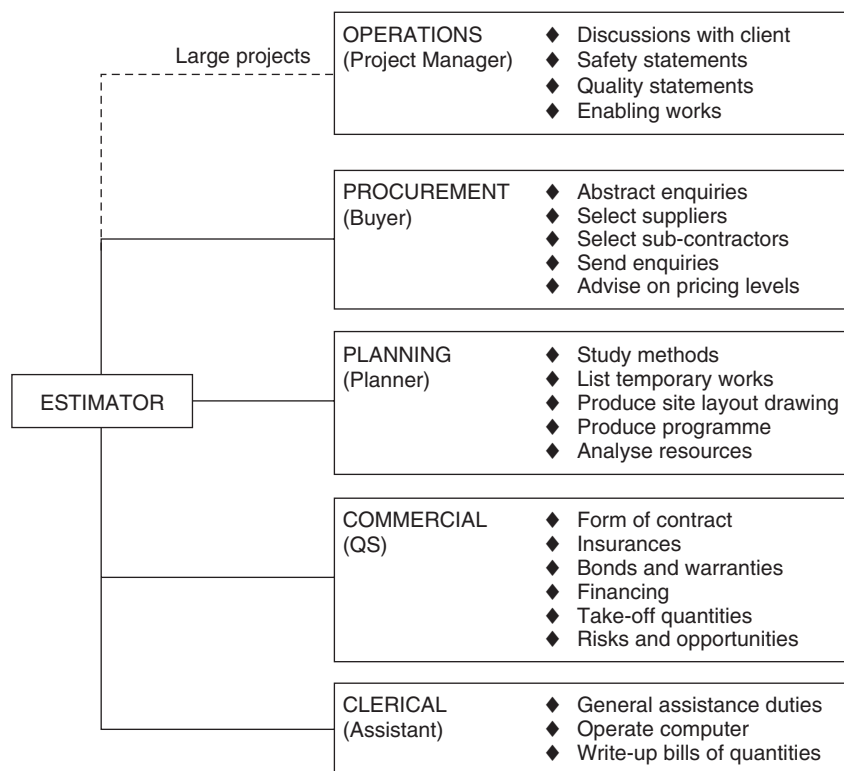 Large projects
OPERATIONS
(Project Manager)
♦ Discussions with client
♦ Safety statements
♦ Quality statements
♦ Enabling works
PROCUREMENT
(Buyer)
♦ Abstract enquiries
♦ Select suppliers
♦ Select sub-contractors
♦ Send enquiries
♦ Advise on pricing levels
ESTIMATOR
PLANNING
(Planner)
♦ Study methods
♦ List temporary works
♦ Produce site layout drawing
♦ Produce programme
♦ Analyse resources
COMMERCIAL
(QS)
♦ Form of contract
♦ Insurances
♦ Bonds and warranties
♦ Financing
♦ Take-off quantities
♦ Risks and opportunities
CLERICAL
(Assistant)
♦ General assistance duties
♦ Operate computer
♦ Write-up bills of quantities